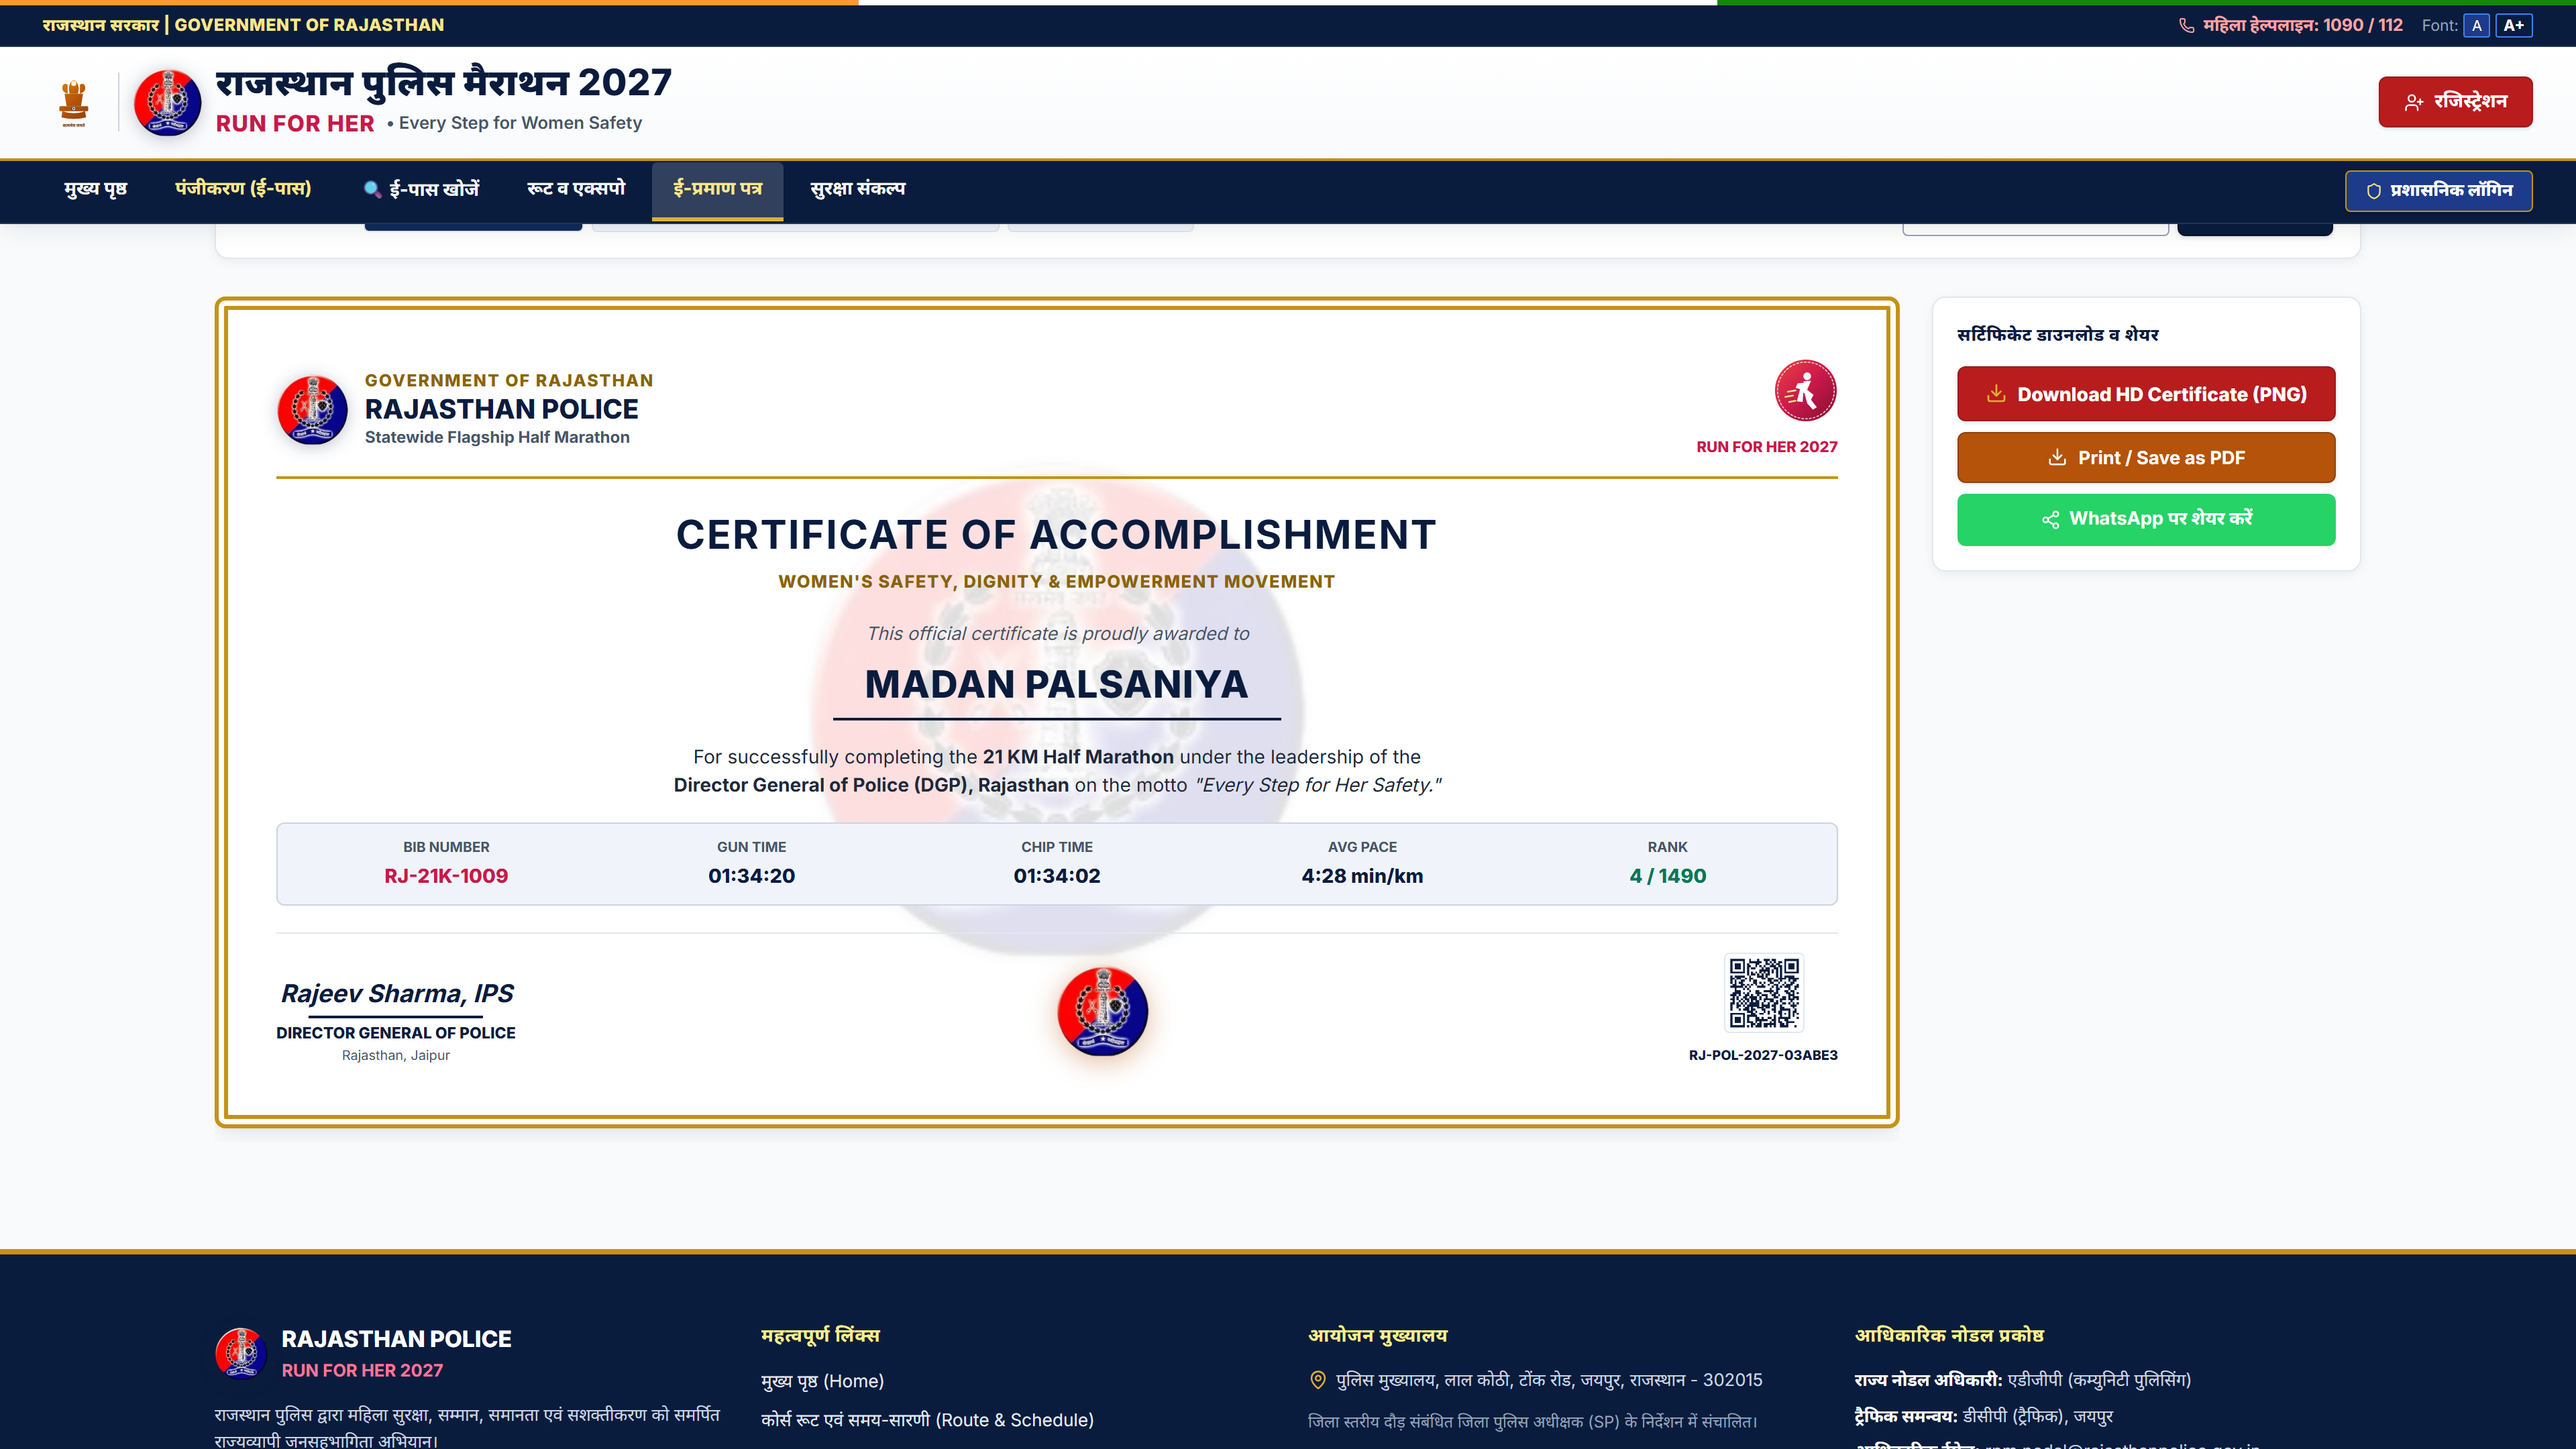 राजस्थान सरकार | GOVERNMENT OF RAJASTHAN
महिला हेल्पलाइन: 1090 / 112 Font: A A+
राजस्थान पुलिस मैराथन 2027
RUN FOR HER • Every Step for Women Safety
रजिस्ट्रेशन
मुख्य पृष्ठ पंजीकरण (ई-पास) ई-पास खोजें रूट व एक्सपो ई-प्रमाण पत्र सुरक्षा संकल्प प्रशासनिक लॉगिन
GOVERNMENT OF RAJASTHAN
RAJASTHAN POLICE
Statewide Flagship Half Marathon
RUN FOR HER 2027
CERTIFICATE OF ACCOMPLISHMENT
WOMEN'S SAFETY, DIGNITY & EMPOWERMENT MOVEMENT
This official certificate is proudly awarded to
MADAN PALSANIYA
For successfully completing the 21 KM Half Marathon under the leadership of the
Director General of Police (DGP), Rajasthan on the motto "Every Step for Her Safety."
BIB NUMBER GUN TIME CHIP TIME AVG PACE RANK
RJ-21K-1009 01:34:20 01:34:02 4:28 min/km 4 / 1490
Rajeev Sharma, IPS
DIRECTOR GENERAL OF POLICE
Rajasthan, Jaipur
RJ-POL-2027-03ABE3
सर्टिफिकेट डाउनलोड व शेयर
Download HD Certificate (PNG)
Print / Save as PDF
WhatsApp पर शेयर करें
RAJASTHAN POLICE
RUN FOR HER 2027
राजस्थान पुलिस द्वारा महिला सुरक्षा, सम्मान, समानता एवं सशक्तीकरण को समर्पित
राज्यव्यापी जनसहभागिता अभियान।
महत्वपूर्ण लिंक्स
मुख्य पृष्ठ (Home)
कोर्स रूट एवं समय-सारणी (Route & Schedule)
आयोजन मुख्यालय
पुलिस मुख्यालय, लाल कोठी, टोंक रोड, जयपुर, राजस्थान - 302015
जिला स्तरीय दौड़ संबंधित जिला पुलिस अधीक्षक (SP) के निर्देशन में संचालित।
आधिकारिक नोडल प्रकोष्ठ
राज्य नोडल अधिकारी: एडीजीपी (कम्युनिटी पुलिसिंग)
ट्रैफिक समन्वय: डीसीपी (ट्रैफिक), जयपुर